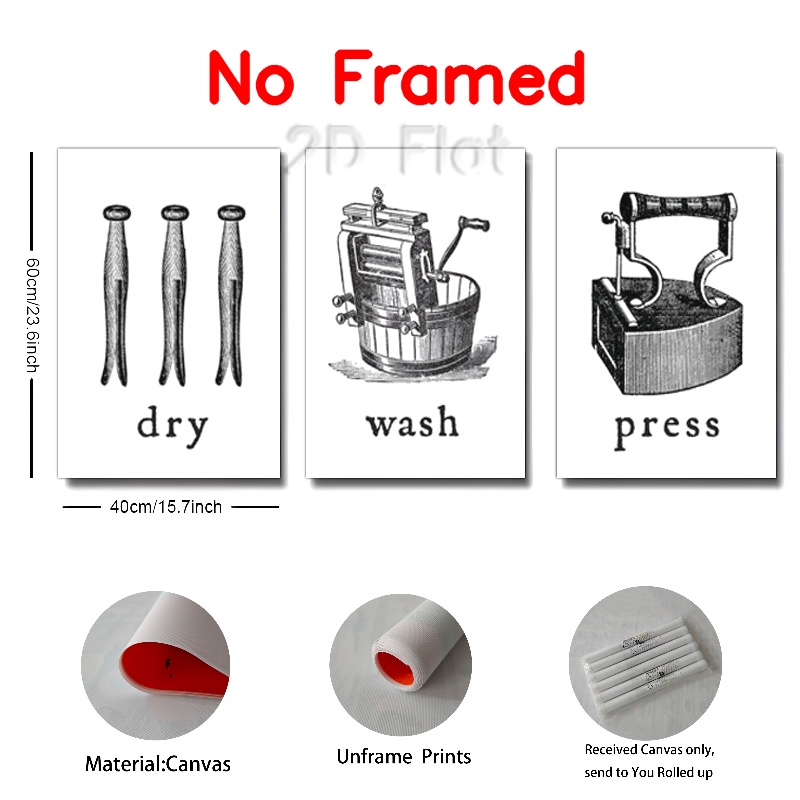 No Framed
2D Flat
60cm/23.6inch
dry
wash
press
40cm/15.7inch
Material:Canvas
Unframe Prints
Received Canvas only,
send to You Rolled up